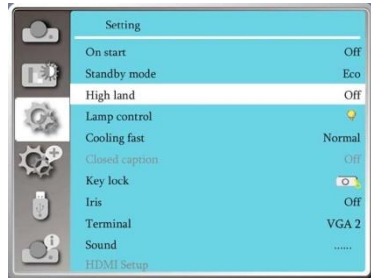 Setting
On start Off
Standby mode Eco
High land Off
Lamp control
Cooling fast Normal
Closed caption Off
Key lock
Iris Off
Terminal VGA 2
Sound ......
HDMI Setup